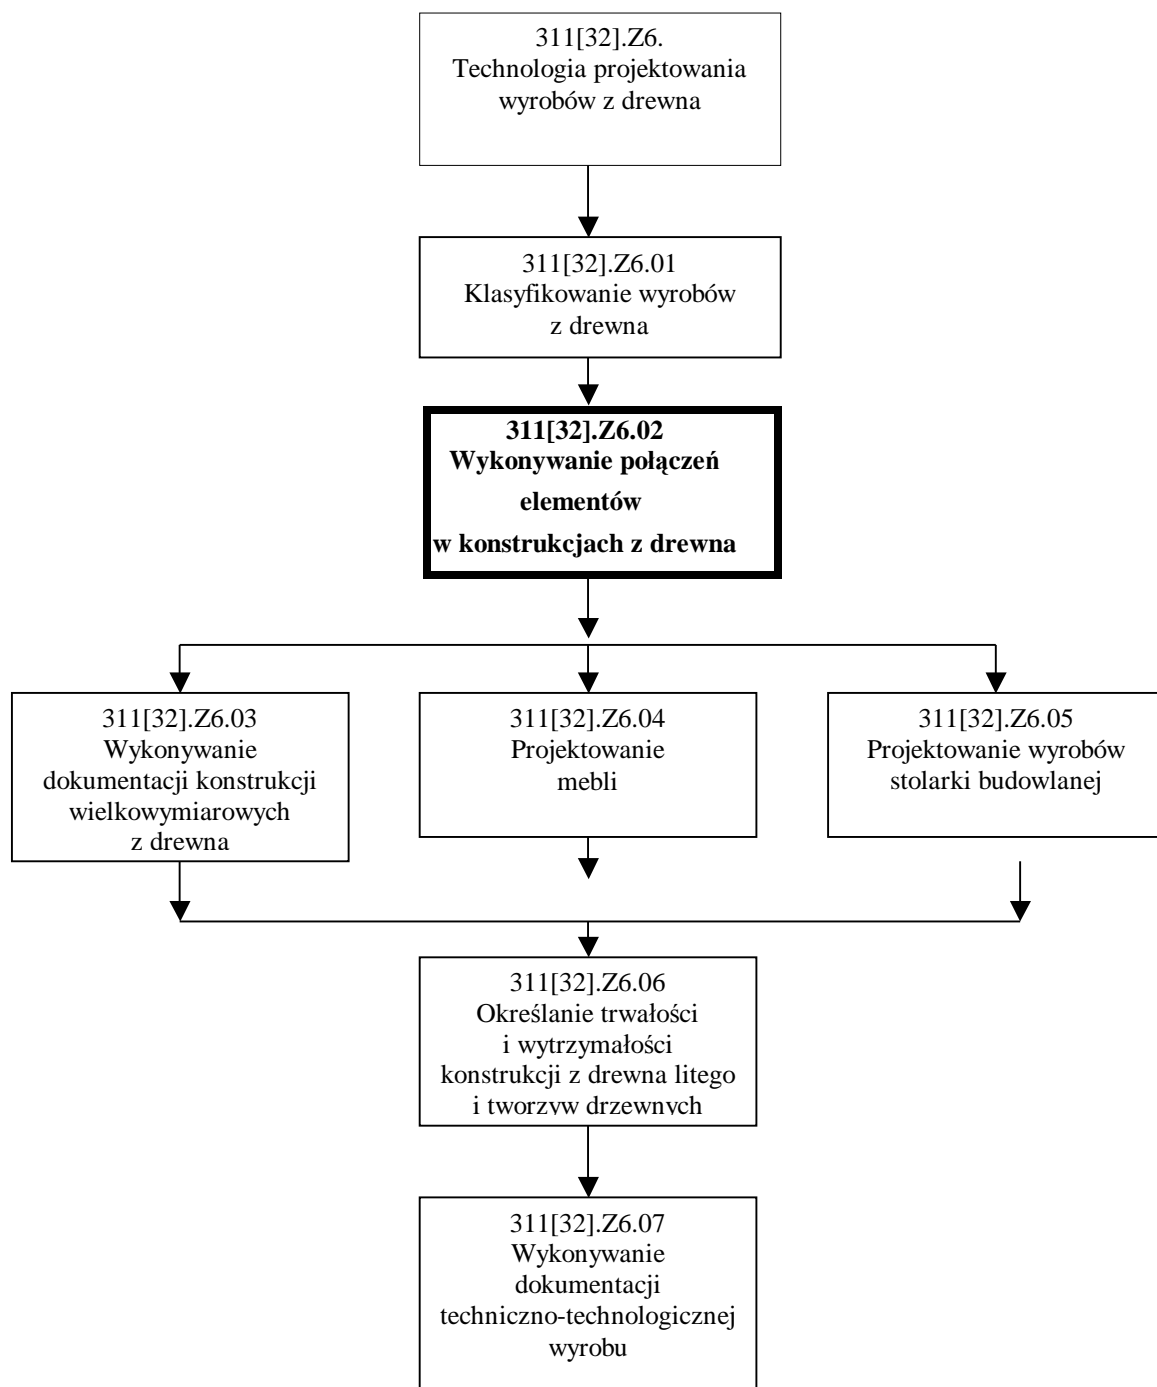 311[32].Z6.
Technologia projektowania
wyrobów z drewna
311[32].Z6.01
Klasyfikowanie wyrobów
z drewna
311[32].Z6.02
Wykonywanie połączeń
elementów
w konstrukcjach z drewna
311[32].Z6.03
Wykonywanie
dokumentacji konstrukcji
wielkowymiarowych
z drewna
311[32].Z6.04
Projektowanie
mebli
311[32].Z6.05
Projektowanie wyrobów
stolarki budowlanej
311[32].Z6.06
Określanie trwałości
i wytrzymałości
konstrukcji z drewna litego
i tworzyw drzewnych
311[32].Z6.07
Wykonywanie
dokumentacji
techniczno-technologicznej
wyrobu